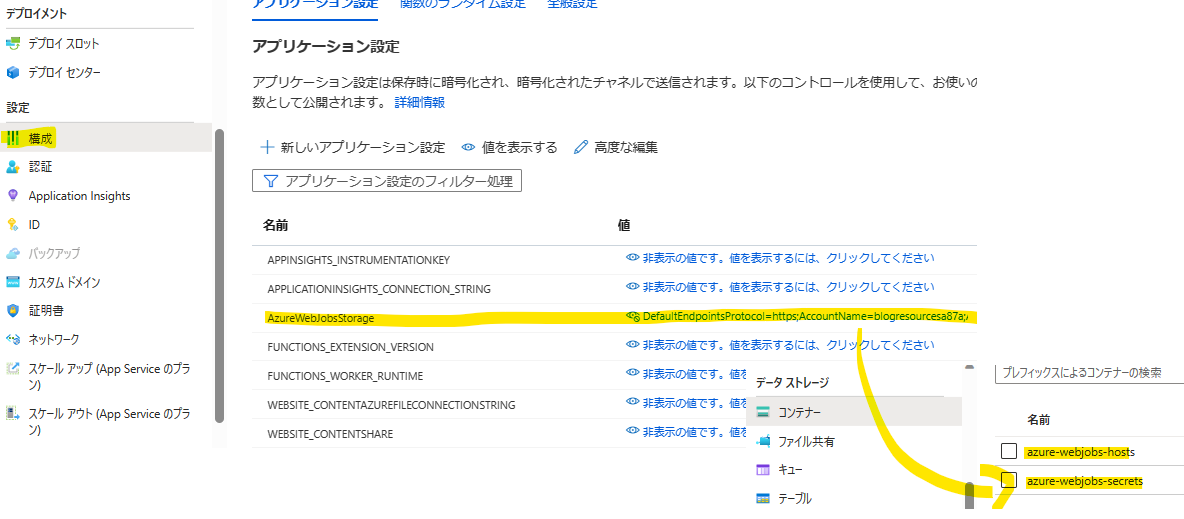 デプロイメント
デプロイ スロット
デプロイ センター
設定
構成
認証
Application Insights
ID
バックアップ
カスタム ドメイン
証明書
ネットワーク
スケール アップ (App Service のプラ
ン)
スケール アウト (App Service のプラ
ン)
アプリケーション設定 関数のランタイム設定 全般設定
アプリケーション設定
アプリケーション設定は保存時に暗号化され、暗号化されたチャネルで送信されます。以下のコントロールを使用して、お使いの
数として公開されます。 詳細情報
新しいアプリケーション設定 値を表示する 高度な編集
アプリケーション設定のフィルター処理
名前 値
APPINSIGHTS_INSTRUMENTATIONKEY 非表示の値です。値を表示するには、クリックしてください
APPLICATIONINSIGHTS_CONNECTION_STRING 非表示の値です。値を表示するには、クリックしてください
AzureWebJobsStorage DefaultEndpointsProtocol=https;AccountName=blogresourcesa87a;
FUNCTIONS_EXTENSION_VERSION 非表示の値です。値を表示するには、クリックしてください
FUNCTIONS_WORKER_RUNTIME 非表示の値です。値を
WEBSITE_CONTENTAZUREFILECONNECTIONSTRING 非表示の値です。値を
WEBSITE_CONTENTSHARE 非表示の値です。値を
データ ストレージ
コンテナー
ファイル共有
キュー
テーブル
プレフィックスによるコンテナーの検索
名前
azure-webjobs-hosts
azure-webjobs-secrets